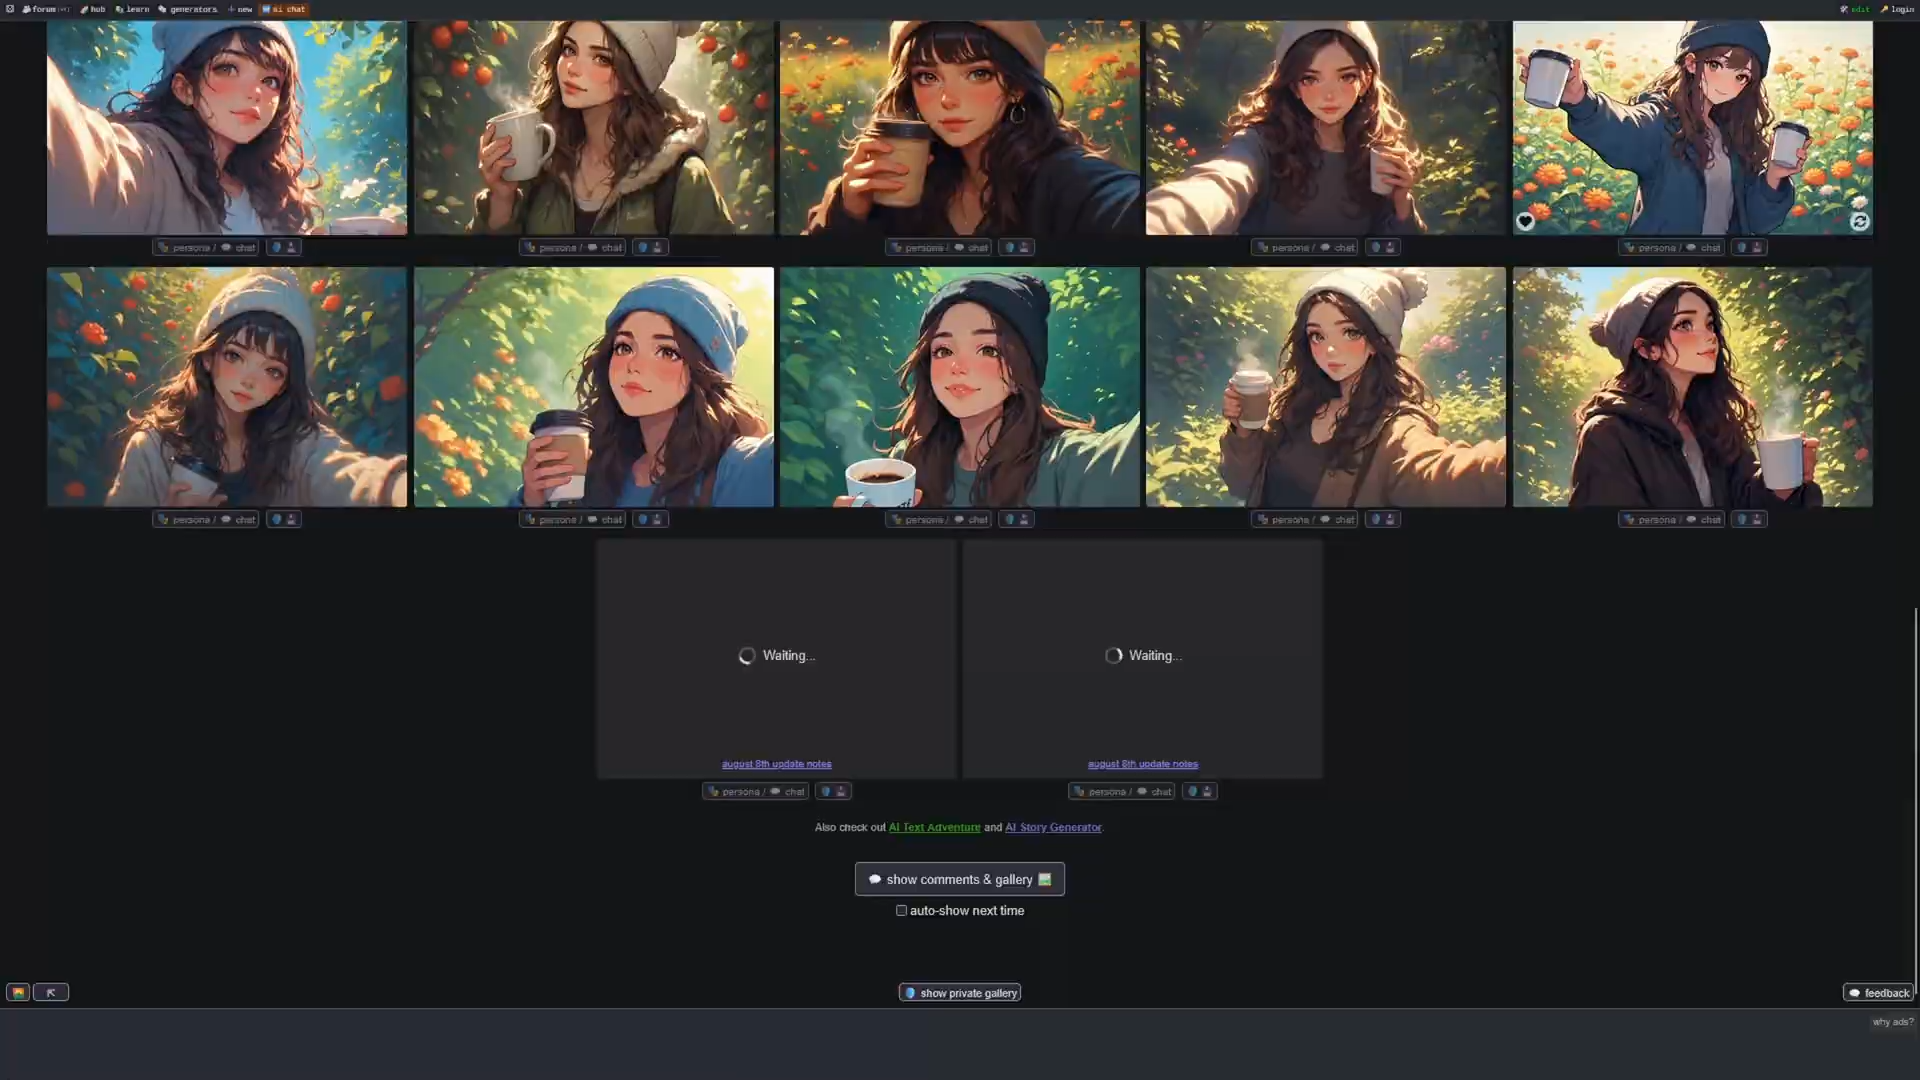 forum hub learn generators + new ai chat edit login
persona / chat persona / chat persona / chat persona / chat persona / chat
persona / chat persona / chat persona / chat persona / chat persona / chat
Waiting... Waiting...
august 8th update notes august 8th update notes
persona / chat persona / chat
Also check out AI Text Adventure and AI Story Generator.
show comments & gallery
auto-show next time
show private gallery feedback
why ads?